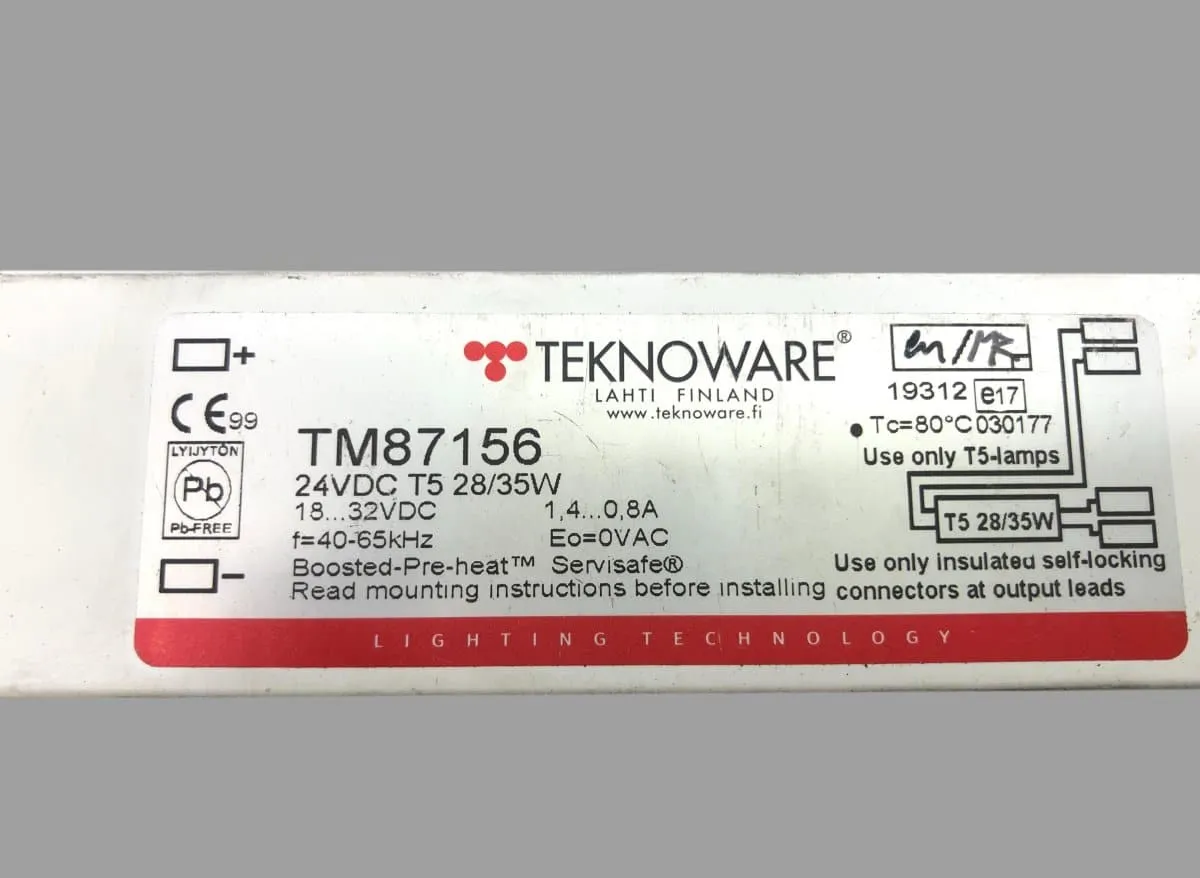 +
CE99
LYIJYTÖN
Pb
Pb-FREE
−
TEKNOWARE®
LAHTI FINLAND
www.teknoware.fi
TM87156
24VDC T5 28/35W
18...32VDC 1,4...0,8A
f=40-65kHz Eo=0VAC
Boosted-Pre-heat™ Servisafe®
Read mounting instructions before installing
19312 e17
Tc=80°C 030177
Use only T5-lamps
T5 28/35W
Use only insulated self-locking
connectors at output leads
LIGHTING TECHNOLOGY